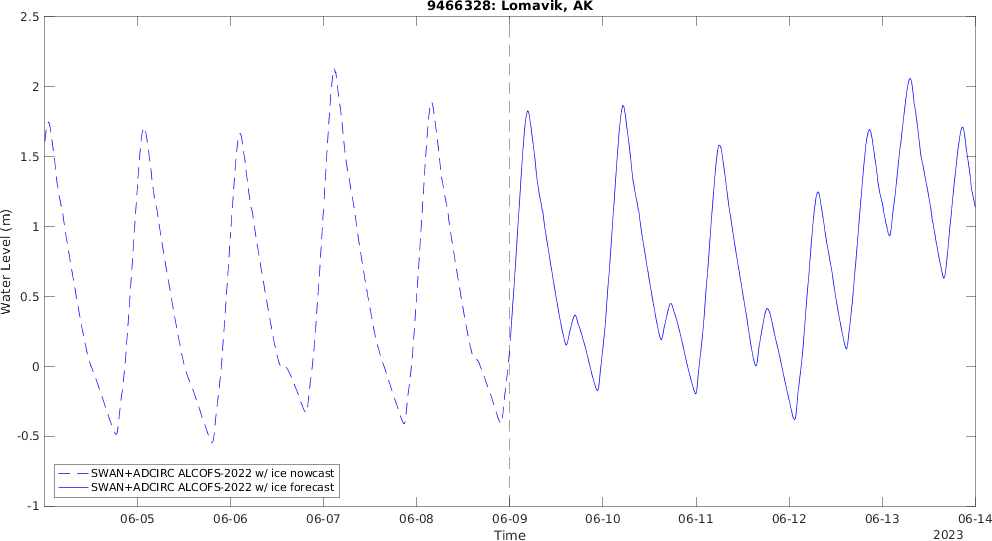 9466328: Lomavik, AK
2.5
2
1.5
1
0.5
0
-0.5
-1
Water Level (m)
SWAN+ADCIRC ALCOFS-2022 w/ ice nowcast
SWAN+ADCIRC ALCOFS-2022 w/ ice forecast
06-05 06-06 06-07 06-08 06-09 06-10 06-11 06-12 06-13 06-14
Time
2023